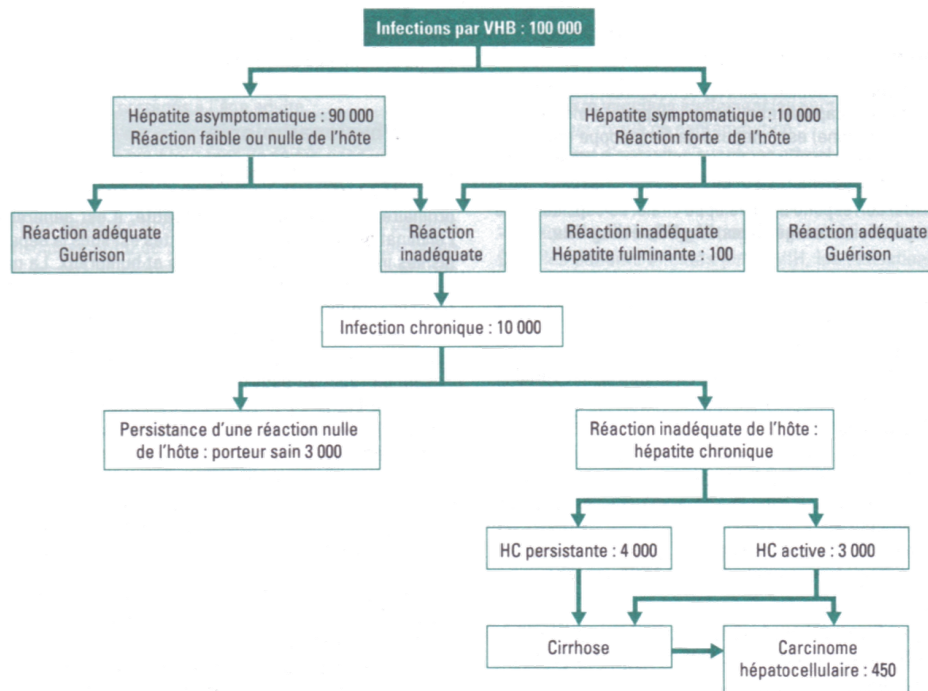 Infections par VHB : 100 000
Hépatite asymptomatique : 90 000
Réaction faible ou nulle de l'hôte
Hépatite symptomatique : 10 000
Réaction forte de l'hôte
Réaction adéquate
Guérison
Réaction
inadéquate
Réaction inadéquate
Hépatite fulminante : 100
Réaction adéquate
Guérison
Infection chronique : 10 000
Persistance d'une réaction nulle
de l'hôte : porteur sain 3 000
Réaction inadéquate de l'hôte :
hépatite chronique
HC persistante : 4 000
HC active : 3 000
Cirrhose
Carcinome
hépatocellulaire : 450